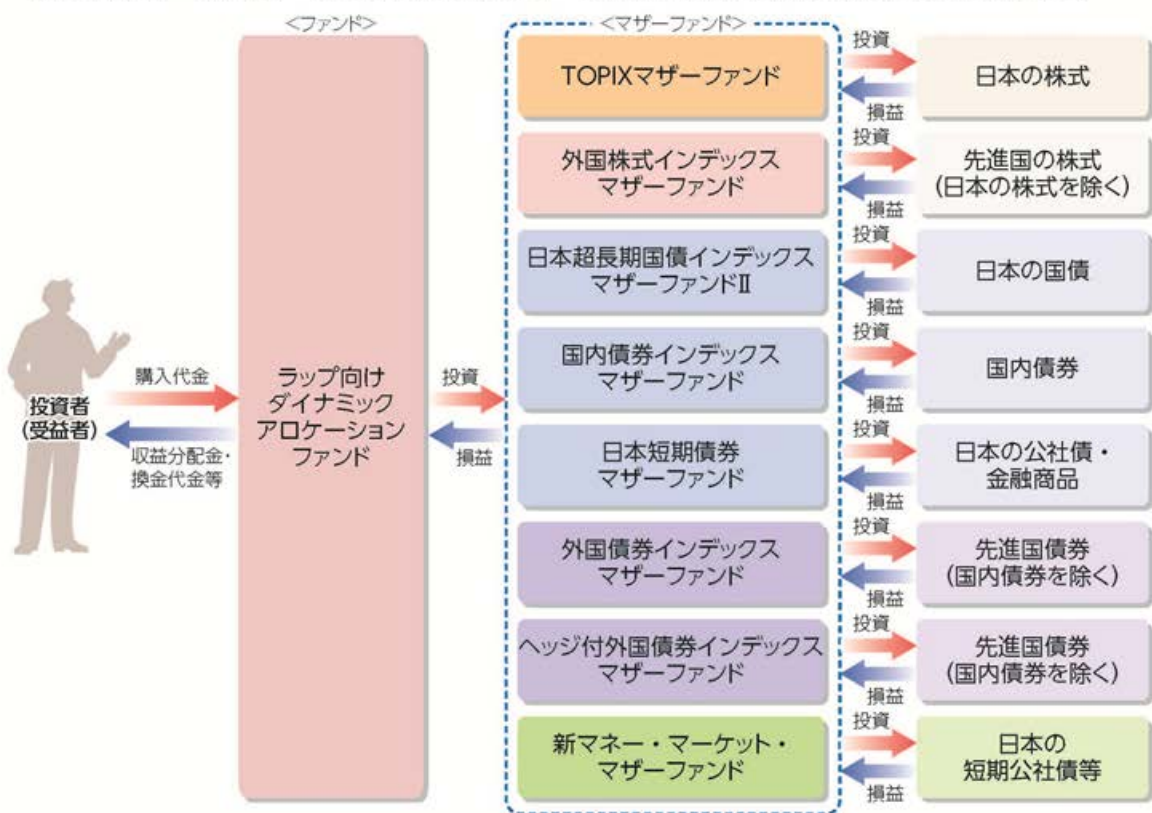 <ファンド>
<マザーファンド>
投資者
(受益者)
購入代金
収益分配金・
換金代金等
ラップ向け
ダイナミック
アロケーション
ファンド
投資
損益
TOPIXマザーファンド
投資
損益
日本の株式
外国株式インデックス
マザーファンド
投資
損益
先進国の株式
(日本の株式を除く)
日本超長期国債インデックス
マザーファンドⅡ
投資
損益
日本の国債
国内債券インデックス
マザーファンド
投資
損益
国内債券
日本短期債券
マザーファンド
投資
損益
日本の公社債・
金融商品
外国債券インデックス
マザーファンド
投資
損益
先進国債券
(国内債券を除く)
ヘッジ付外国債券インデックス
マザーファンド
投資
損益
先進国債券
(国内債券を除く)
新マネー・マーケット・
マザーファンド
投資
損益
日本の
短期公社債等